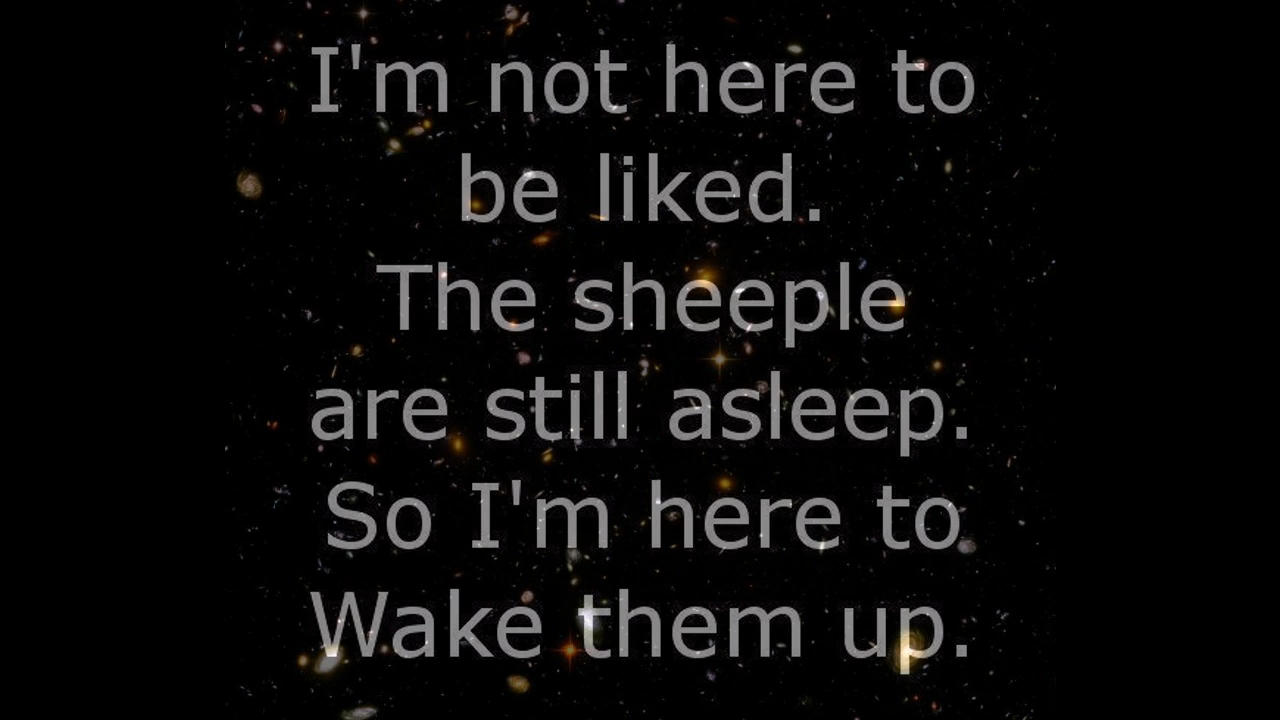 I'm not here to
be liked.
The sheeple
are still asleep.
So I'm here to
Wake them up.